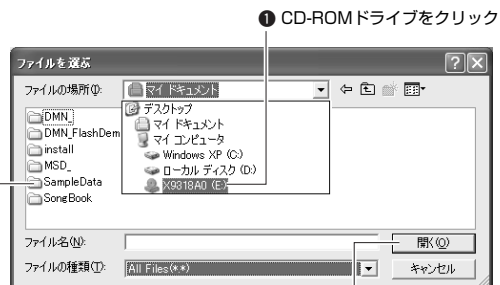 ❶ CD-ROMドライブをクリック
ファイルを選ぶ
ファイルの場所(I):
マイ ドキュメント
デスクトップ
マイ ドキュメント
マイ コンピュータ
Windows XP (C:)
ローカル ディスク (D:)
X9318A0 (E:)
DMN_
DMN_FlashDem
install
MSD_
SampleData
SongBook
ファイル名(N):
開く(O)
ファイルの種類(T):
All Files(*.*)
キャンセル